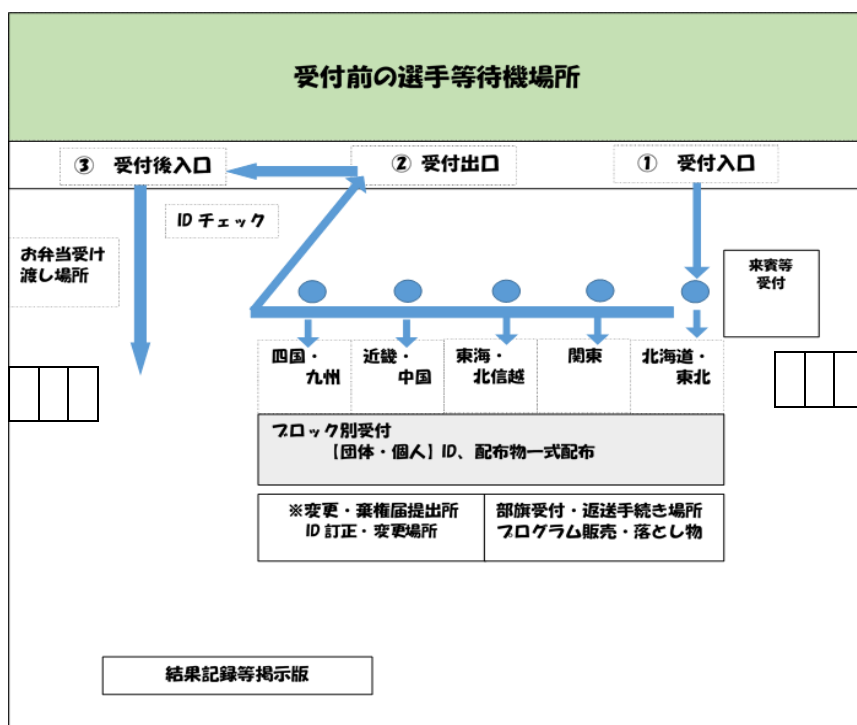 受付前の選手等待機場所
③ 受付後入口
② 受付出口
① 受付入口
IDチェック
お弁当受け
渡し場所
来賓等
受付
四国・
九州
近畿・
中国
東海・
北信越
関東
北海道・
東北
ブロック別受付
【団体・個人】ID、配布物一式配布
※変更・棄権届提出所
ID訂正・変更場所
部旗受付・返送手続き場所
プログラム販売・落とし物
結果記録等掲示版